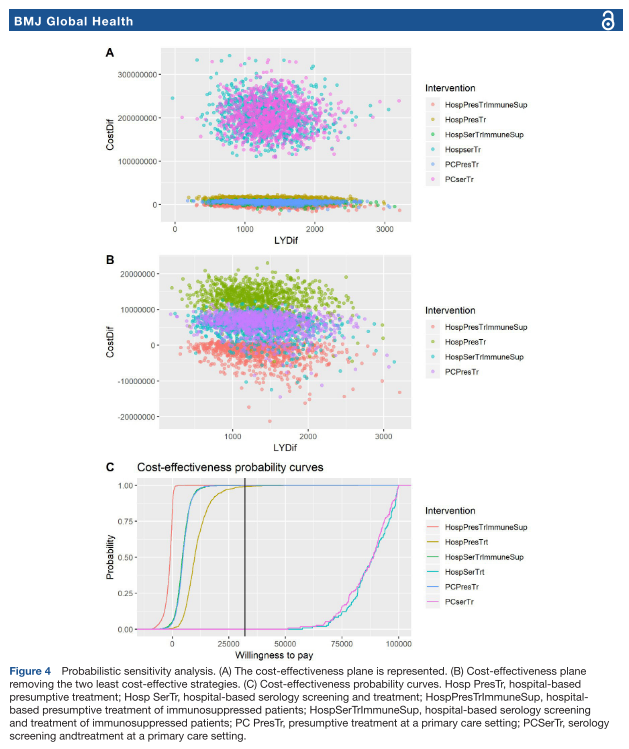 BMJ Global Health
A
300000000
200000000
100000000
0
CostDif
0
1000
2000
3000
LYDif
Intervention
HospPresTrImmuneSup
HospPresTr
HospSerTrImmuneSup
HospserTr
PCPresTr
PCserTr
B
20000000
10000000
0
-10000000
-20000000
CostDif
1000
2000
3000
LYDif
Intervention
HospPresTrImmuneSup
HospPresTr
HospSerTrImmuneSup
PCPresTr
C
Cost-effectiveness probability curves
1.00
0.75
0.50
0.25
0.00
Probability
0
25000
50000
75000
100000
Willingness to pay
Intervention
HospPresTrImmuneSup
HospPresTrt
HospSerTrImmuneSup
HospSerTrt
PCPresTr
PCserTr
Figure 4 Probabilistic sensitivity analysis. (A) The cost-effectiveness plane is represented. (B) Cost-effectiveness plane
removing the two least cost-effective strategies. (C) Cost-effectiveness probability curves. Hosp PresTr, hospital-based
presumptive treatment; Hosp SerTr, hospital-based serology screening and treatment; HospPresTrImmuneSup, hospital-
based presumptive treatment of immunosuppressed patients; HospSerTrImmuneSup, hospital-based serology screening
and treatment of immunosuppressed patients; PC PresTr, presumptive treatment at a primary care setting; PCSerTr, serology
screening andtreatment at a primary care setting.